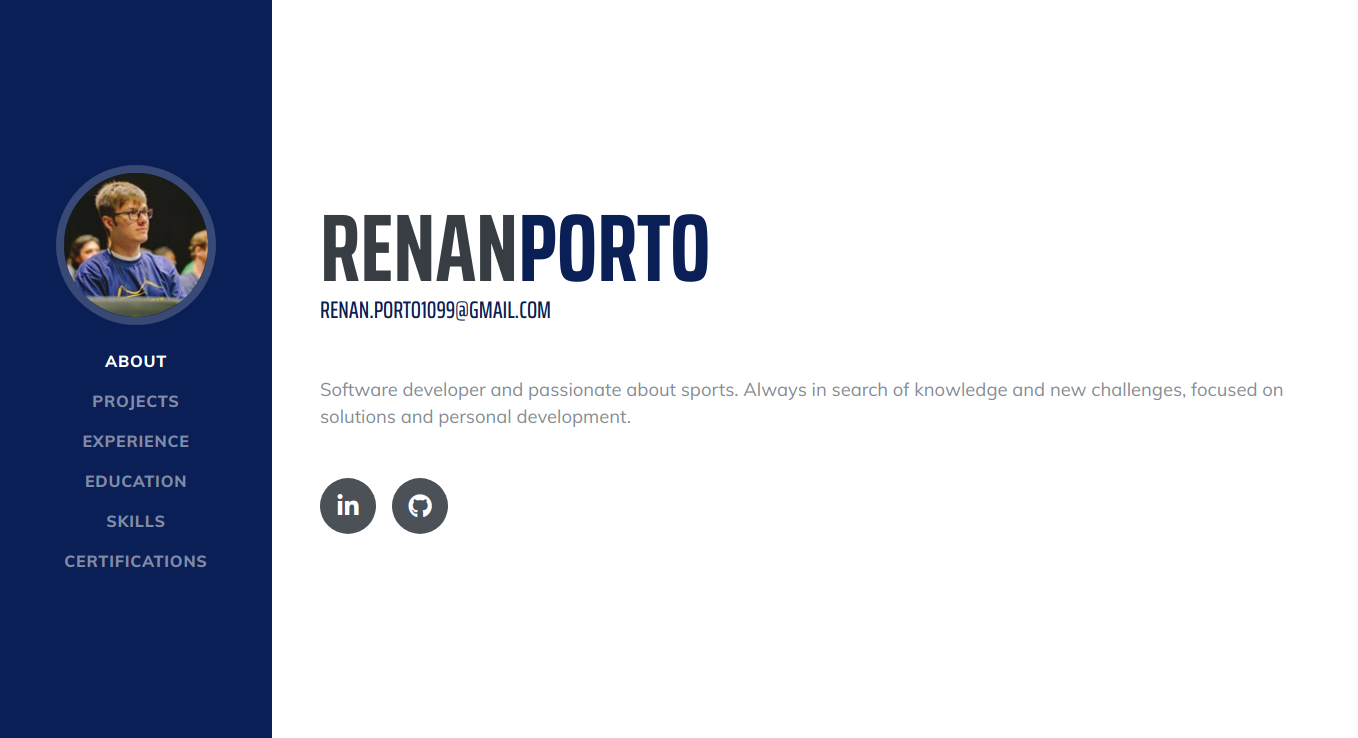 ABOUT
PROJECTS
EXPERIENCE
EDUCATION
SKILLS
CERTIFICATIONS
RENANPORTO
RENAN.PORTO1099@GMAIL.COM
Software developer and passionate about sports. Always in search of knowledge and new challenges, focused on
solutions and personal development.
in